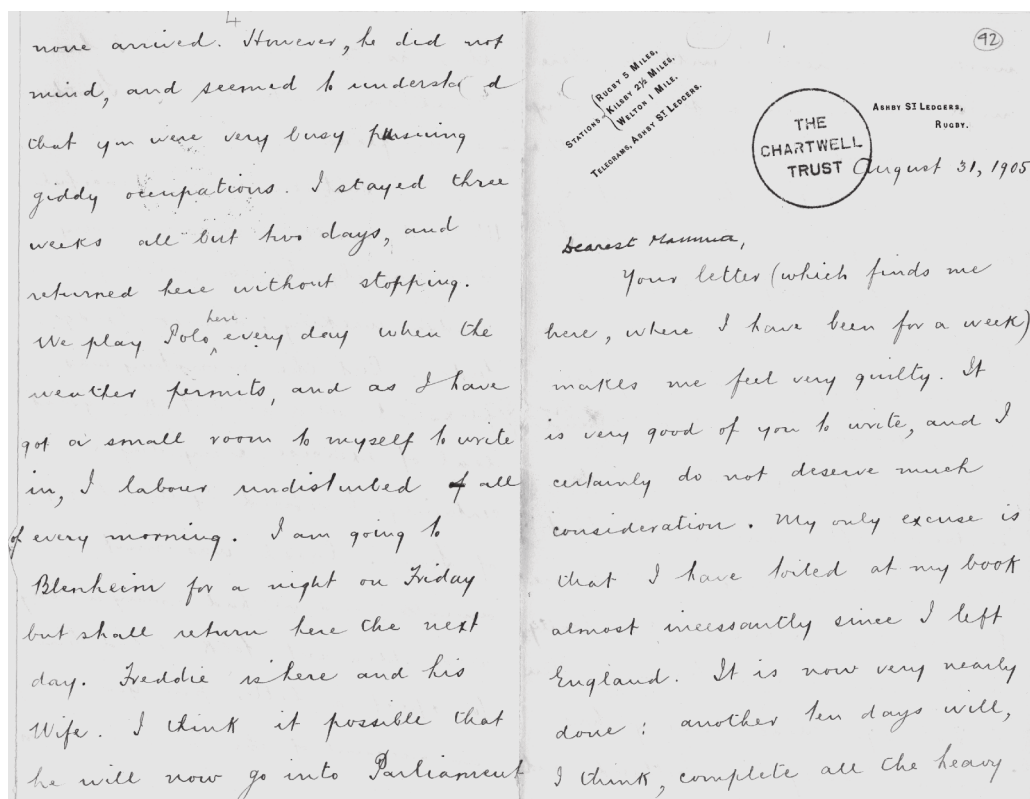 4
none arrived. However, he did not
mind, and seemed to understa d
that you were very busy pursuing
giddy occupations. I stayed three
weeks all but two days, and
returned here without stopping.
We play Polo here every day when the
weather permits, and as I have
got a small room to myself to write
in, I labour undisturbed all
of every morning. I am going to
Blenheim for a night on Friday
but shall return here the next
day. Freddie is here and his
Wife. I think it possible that
he will now go into Parliament
1.
92
STATIONS
RUGBY 5 MILES,
KILSBY 2½ MILES,
WELTON 1 MILE.
TELEGRAMS, ASHBY ST LEDGERS.
ASHBY ST LEDGERS,
RUGBY.
THE
CHARTWELL
TRUST
August 31, 1905
Dearest Mamma,
Your letter (which finds me
here, where I have been for a week)
makes me feel very guilty. It
is very good of you to write, and I
certainly do not deserve much
consideration. My only excuse is
that I have toiled at my book
almost incessantly since I left
England. It is now very nearly
done: another ten days will,
I think, complete all the heavy